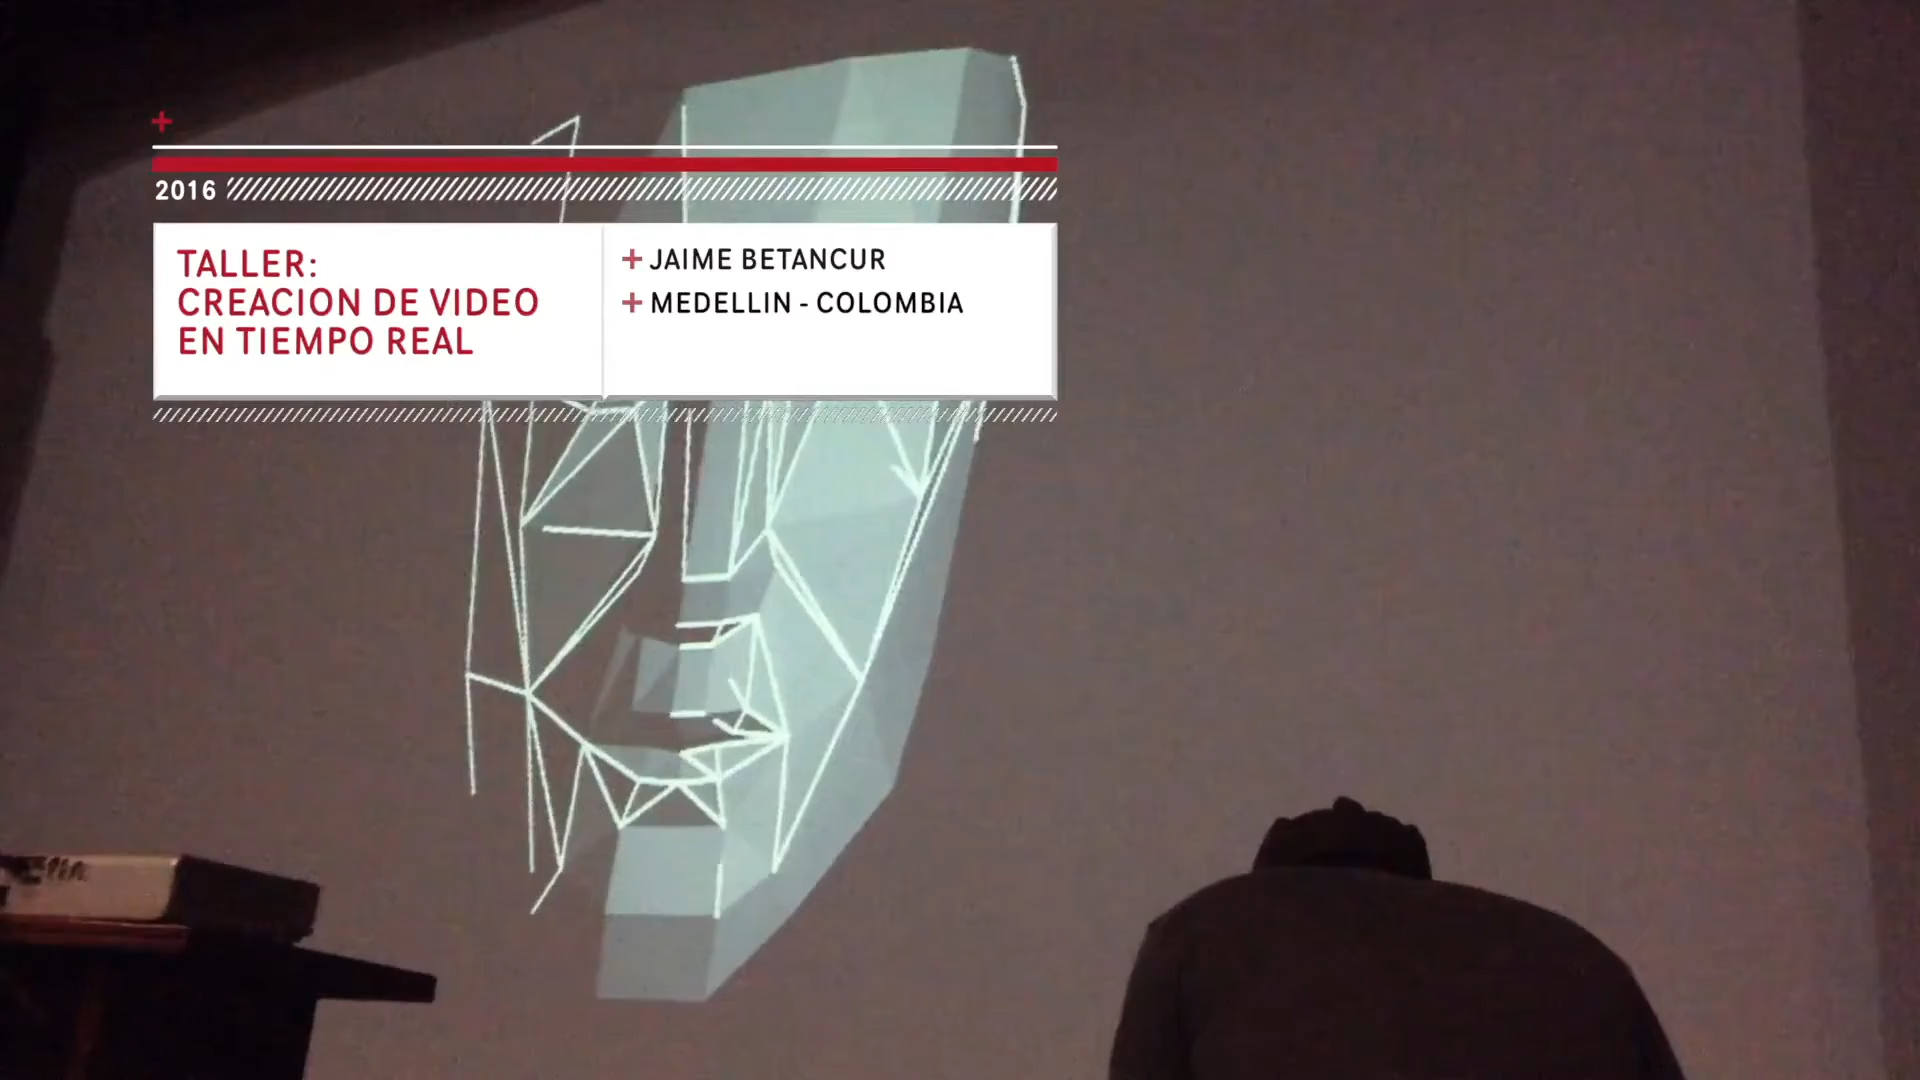 2016
TALLER:
CREACION DE VIDEO
EN TIEMPO REAL
+ JAIME BETANCUR
+ MEDELLIN - COLOMBIA